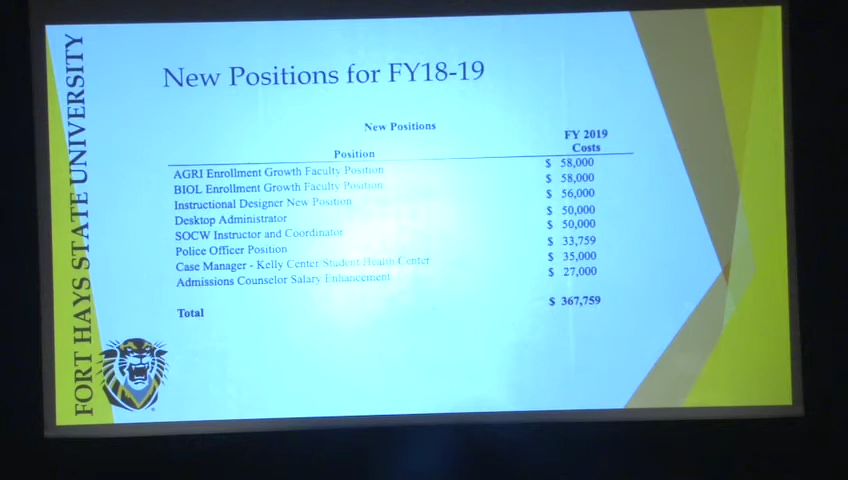 FORT HAYS STATE UNIVERSITY
New Positions for FY18-19
New Positions
Position FY 2019 Costs
AGRI Enrollment Growth Faculty Position $ 58,000
BIOL Enrollment Growth Faculty Position $ 58,000
Instructional Designer New Position $ 56,000
Desktop Administrator $ 50,000
SOCW Instructor and Coordinator $ 50,000
Police Officer Position $ 33,759
Case Manager - Kelly Center/Student Health Center $ 35,000
Admissions Counselor Salary Enhancement $ 27,000
Total $ 367,759